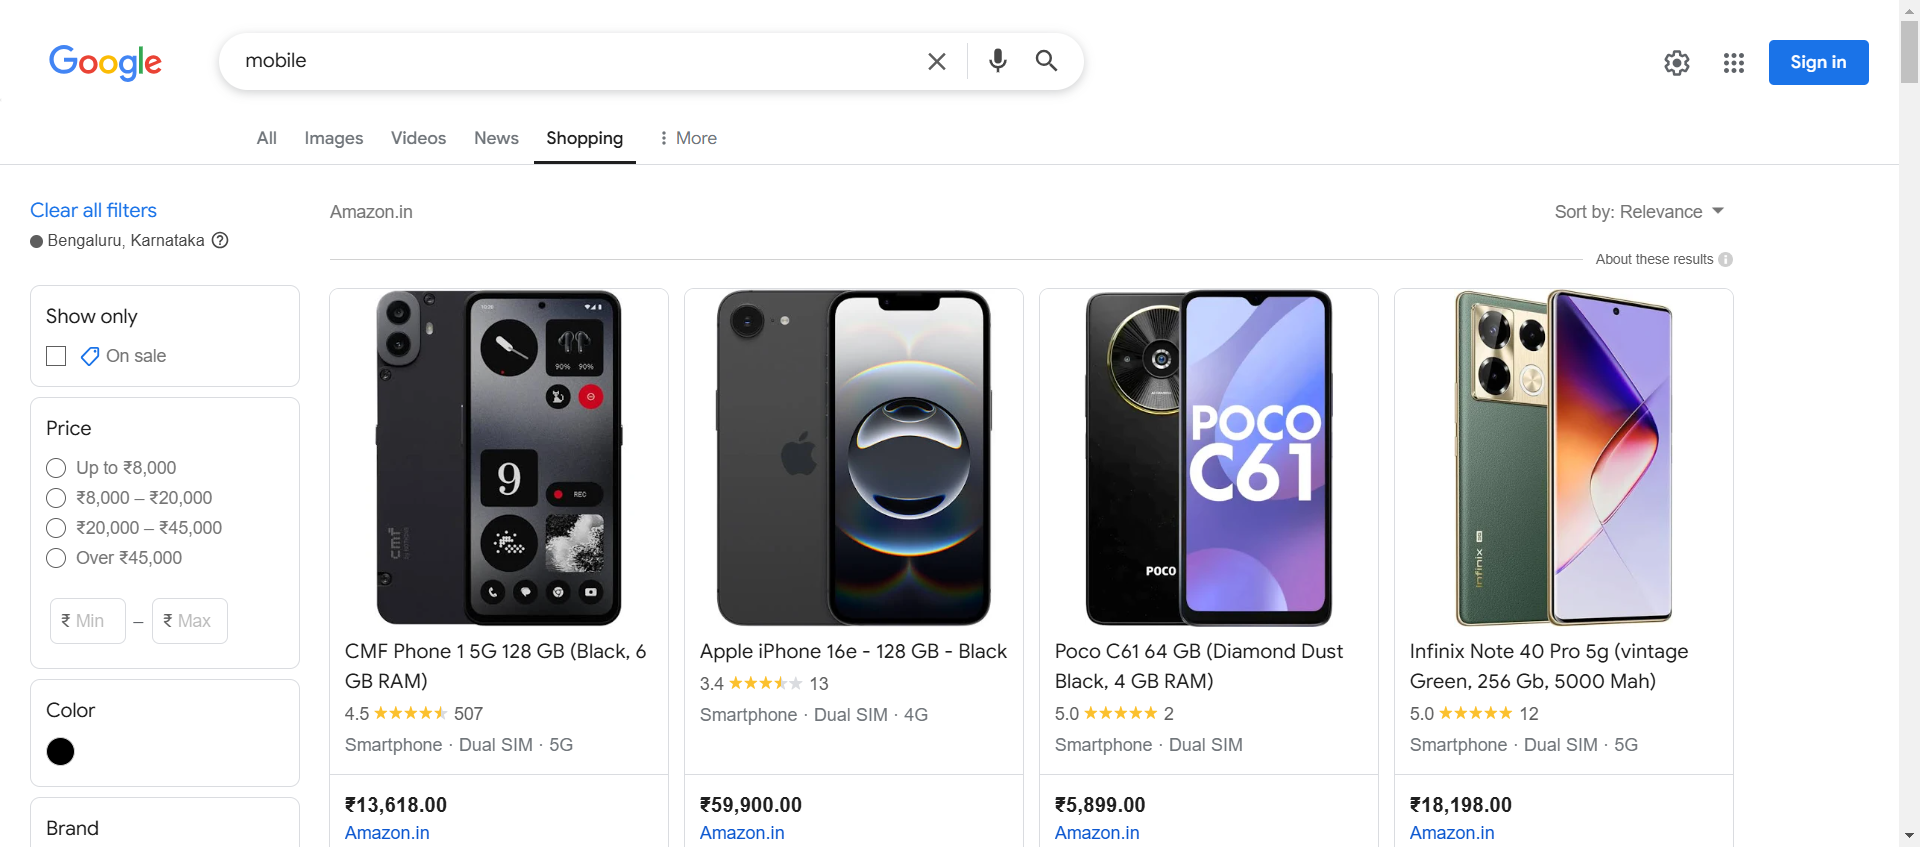 Google
mobile
Sign in
All
Images
Videos
News
Shopping
More
Clear all filters
Bengaluru, Karnataka
Amazon.in
Sort by: Relevance
About these results
Show only
On sale
Price
Up to ₹8,000
₹8,000 – ₹20,000
₹20,000 – ₹45,000
Over ₹45,000
₹ Min – ₹ Max
Color
Brand
90% 90%
9
REC
cmf
CMF Phone 1 5G 128 GB (Black, 6
GB RAM)
4.5 507
Smartphone · Dual SIM · 5G
₹13,618.00
Amazon.in
Apple iPhone 16e - 128 GB - Black
3.4 13
Smartphone · Dual SIM · 4G
₹59,900.00
Amazon.in
POCO
C61
POCO
Poco C61 64 GB (Diamond Dust
Black, 4 GB RAM)
5.0 2
Smartphone · Dual SIM
₹5,899.00
Amazon.in
Infinix
Infinix Note 40 Pro 5g (vintage
Green, 256 Gb, 5000 Mah)
5.0 12
Smartphone · Dual SIM · 5G
₹18,198.00
Amazon.in